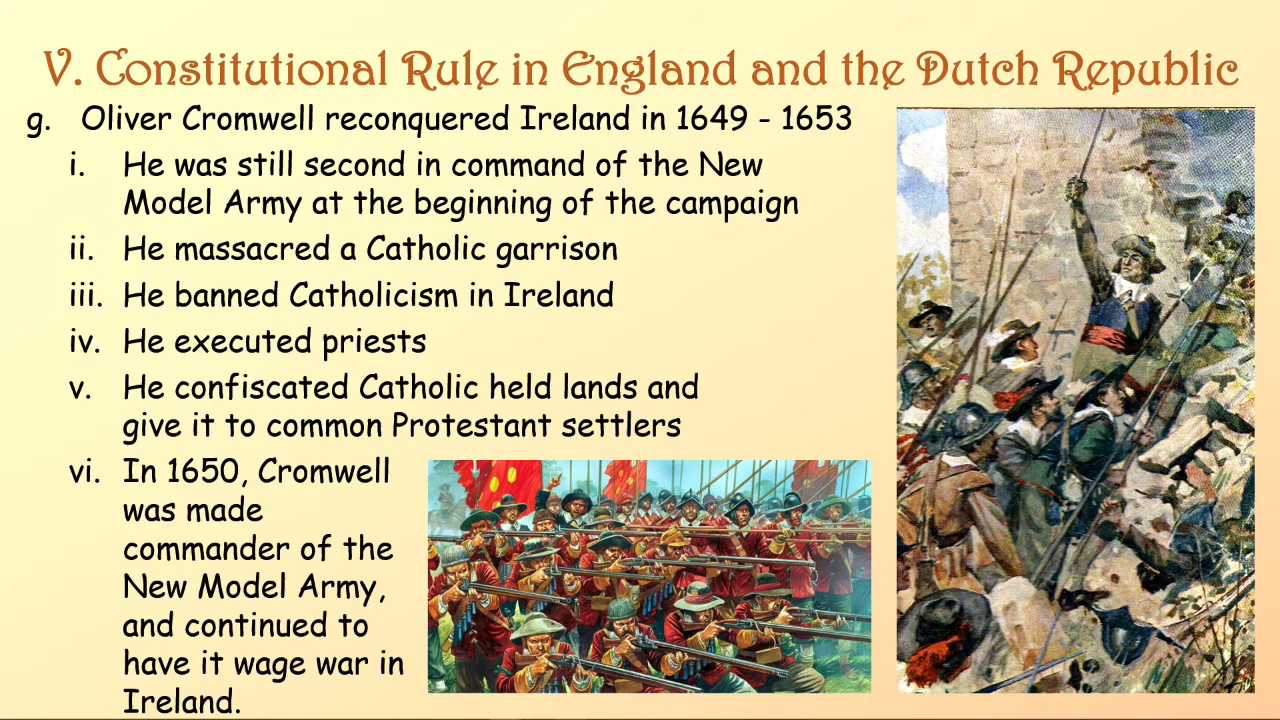 V. Constitutional Rule in England and the Dutch Republic
g. Oliver Cromwell reconquered Ireland in 1649 - 1653
i. He was still second in command of the New
Model Army at the beginning of the campaign
ii. He massacred a Catholic garrison
iii. He banned Catholicism in Ireland
iv. He executed priests
v. He confiscated Catholic held lands and
give it to common Protestant settlers
vi. In 1650, Cromwell
was made
commander of the
New Model Army,
and continued to
have it wage war in
Ireland.